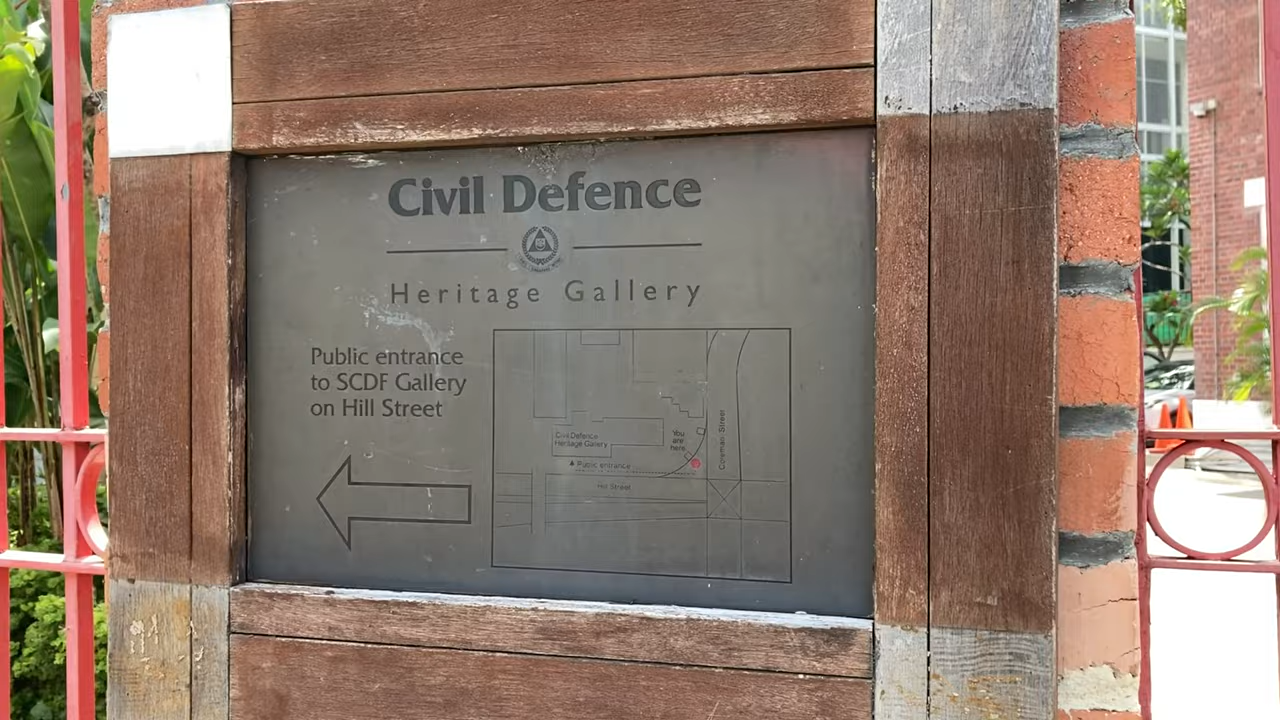 Civil Defence
Heritage Gallery
Public entrance
to SCDF Gallery
on Hill Street
Civil Defence
Heritage Gallery
You
are
here
Public entrance
Hill Street
Coleman Street